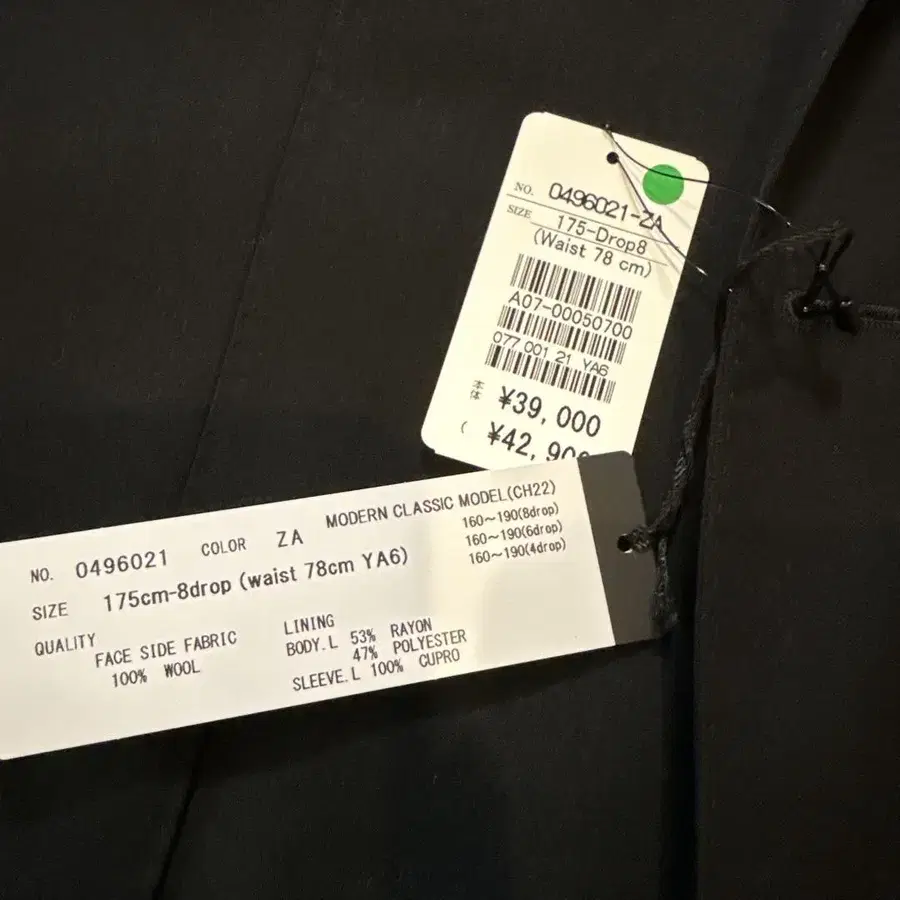 NO. 0496021-ZA
SIZE 175-Drop8
(Waist 78 cm)
A07-00050700
077 001 21 YA6
本体 ¥39,000
( ¥42,900
NO. 0496021 COLOR ZA MODERN CLASSIC MODEL(CH22)
160~190(8drop)
160~190(6drop)
160~190(4drop)
SIZE 175cm-8drop (waist 78cm YA6)
QUALITY
FACE SIDE FABRIC
100% WOOL
LINING
BODY.L 53% RAYON
47% POLYESTER
SLEEVE.L 100% CUPRO